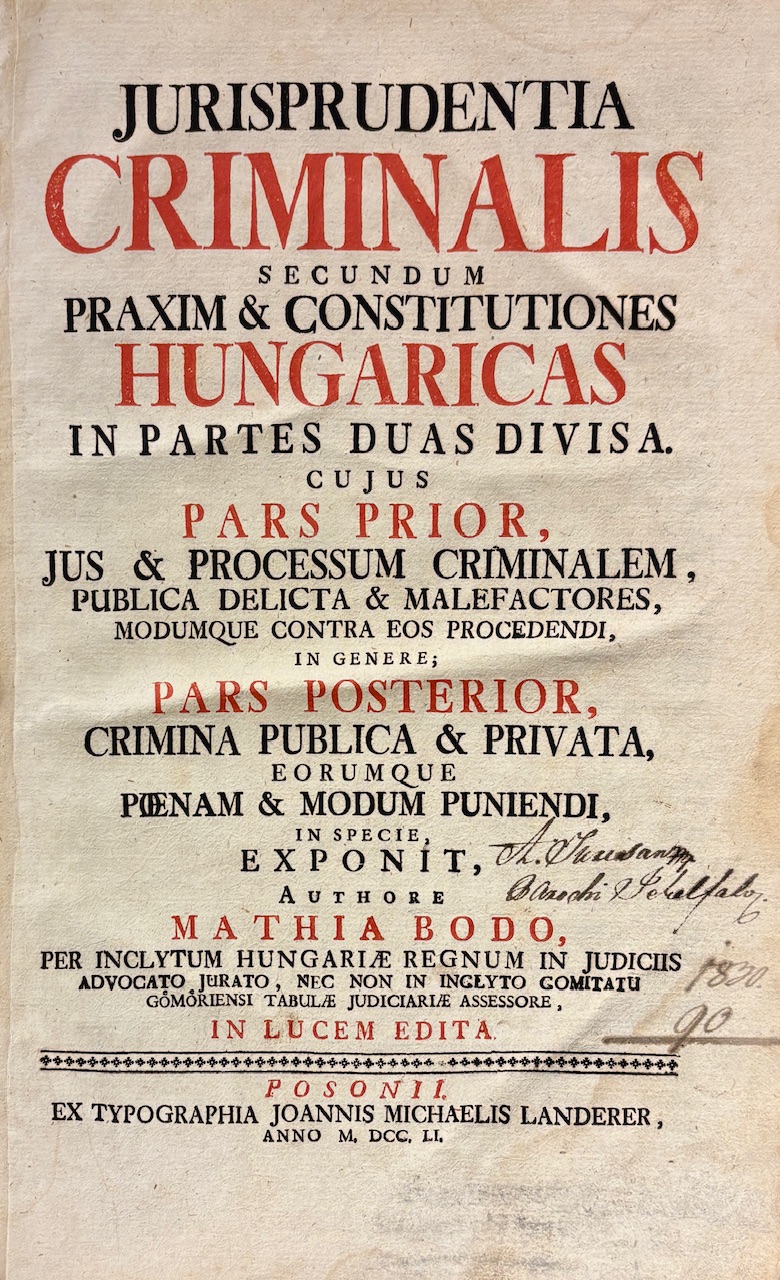 JURISPRUDENTIA
CRIMINALIS
SECUNDUM
PRAXIM & CONSTITUTIONES
HUNGARICAS
IN PARTES DUAS DIVISA.
CUJUS
PARS PRIOR,
JUS & PROCESSUM CRIMINALEM,
PUBLICA DELICTA & MALEFACTORES,
MODUMQUE CONTRA EOS PROCEDENDI,
IN GENERE;
PARS POSTERIOR,
CRIMINA PUBLICA & PRIVATA,
EORUMQUE
PŒNAM & MODUM PUNIENDI,
IN SPECIE,
EXPONIT,
AUTHORE
MATHIA BODO,
PER INCLYTUM HUNGARIÆ REGNUM IN JUDICIIS
ADVOCATO JURATO, NEC NON IN INCLYTO COMITATU
GÖMÖRIENSI TABULÆ JUDICIARIÆ ASSESSORE,
1830.
IN LUCEM EDITA.
90
POSONII.
EX TYPOGRAPHIA JOANNIS MICHAELIS LANDERER,
ANNO M. DCC. LI.